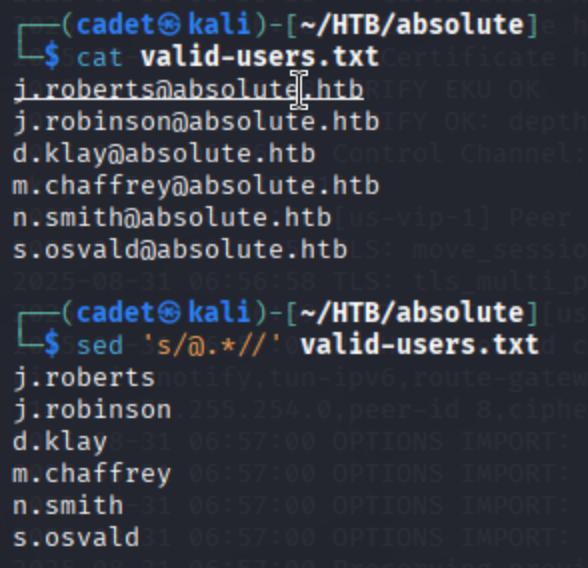 ┌──(cadet㉿kali)-[~/HTB/absolute]
└─$ cat valid-users.txt
j.roberts@absolute.htb
j.robinson@absolute.htb
d.klay@absolute.htb
m.chaffrey@absolute.htb
n.smith@absolute.htb
s.osvald@absolute.htb
┌──(cadet㉿kali)-[~/HTB/absolute]
└─$ sed 's/@.*//' valid-users.txt
j.roberts
j.robinson
d.klay
m.chaffrey
n.smith
s.osvald